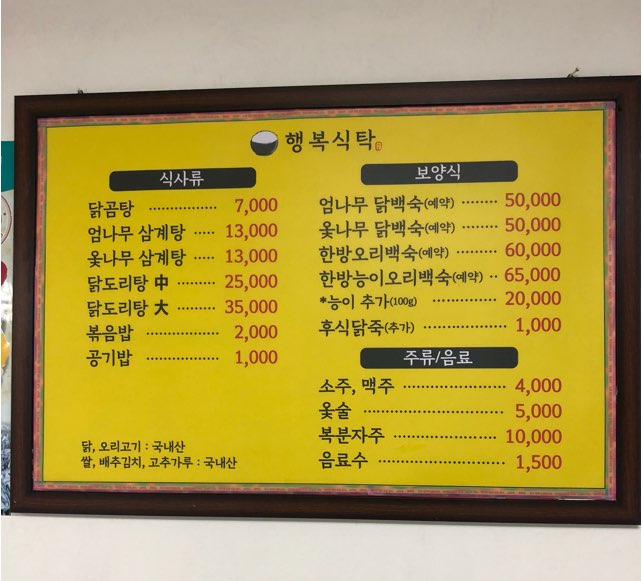 행복식탁
식사류
닭곰탕 ················ 7,000
엄나무 삼계탕 ····· 13,000
옻나무 삼계탕 ····· 13,000
닭도리탕 中 ········ 25,000
닭도리탕 大 ········ 35,000
볶음밥 ················ 2,000
공기밥 ················ 1,000
닭, 오리고기 : 국내산
쌀, 배추김치, 고추가루 : 국내산
보양식
엄나무 닭백숙(예약) ········ 50,000
옻나무 닭백숙(예약) ········ 50,000
한방오리백숙(예약) ········· 60,000
한방능이오리백숙(예약) ·· 65,000
*능이 추가(100g) ················ 20,000
후식닭죽(추가) ···················· 1,000
주류/음료
소주, 맥주 ························ 4,000
옻술 ································· 5,000
복분자주 ························ 10,000
음료수 ····························· 1,500